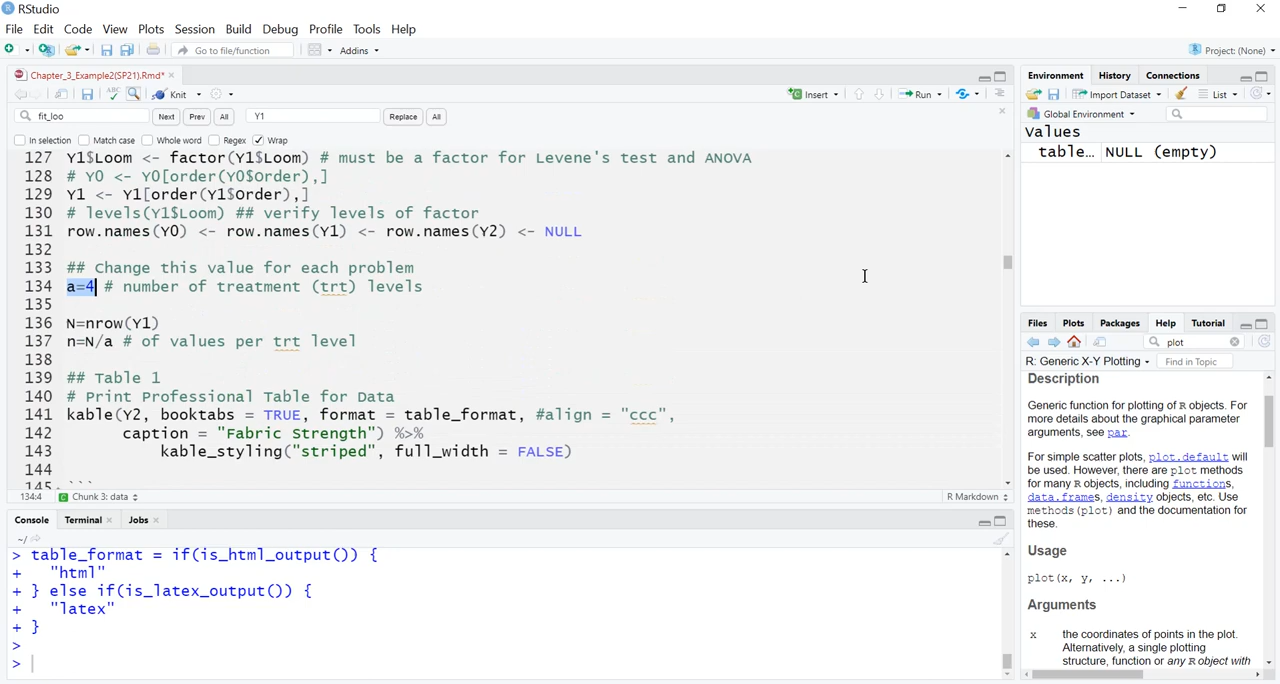 RStudio
File Edit Code View Plots Session Build Debug Profile Tools Help
Go to file/function Addins Project: (None)
Chapter_3_Example2(SP21).Rmd*
ABC Knit Insert Run
fit_loo Next Prev All Y1 Replace All
In selection Match case Whole word Regex Wrap
127 Y1$Loom <- factor(Y1$Loom) # must be a factor for Levene's test and ANOVA
128 # Y0 <- Y0[order(Y0$Order),]
129 Y1 <- Y1[order(Y1$Order),]
130 # levels(Y1$Loom) ## verify levels of factor
131 row.names(Y0) <- row.names(Y1) <- row.names(Y2) <- NULL
132
133 ## Change this value for each problem
134 a=4 # number of treatment (trt) levels
135
136 N=nrow(Y1)
137 n=N/a # of values per trt level
138
139 ## Table 1
140 # Print Professional Table for Data
141 kable(Y2, booktabs = TRUE, format = table_format, #align = "ccc",
142 caption = "Fabric Strength") %>%
143 kable_styling("striped", full_width = FALSE)
144
145 ```
134:4 Chunk 3: data R Markdown
Console Terminal Jobs
~/
> table_format = if(is_html_output()) {
+ "html"
+ } else if(is_latex_output()) {
+ "latex"
+ }
>
>
Environment History Connections
Import Dataset List
Global Environment
Values
table… NULL (empty)
Files Plots Packages Help Tutorial
plot
R: Generic X-Y Plotting Find in Topic
Description
Generic function for plotting of R objects. For
more details about the graphical parameter
arguments, see par.
For simple scatter plots, plot.default will
be used. However, there are plot methods
for many R objects, including functions,
data.frames, density objects, etc. Use
methods(plot) and the documentation for
these.
Usage
plot(x, y, ...)
Arguments
x the coordinates of points in the plot.
Alternatively, a single plotting
structure, function or any R object with